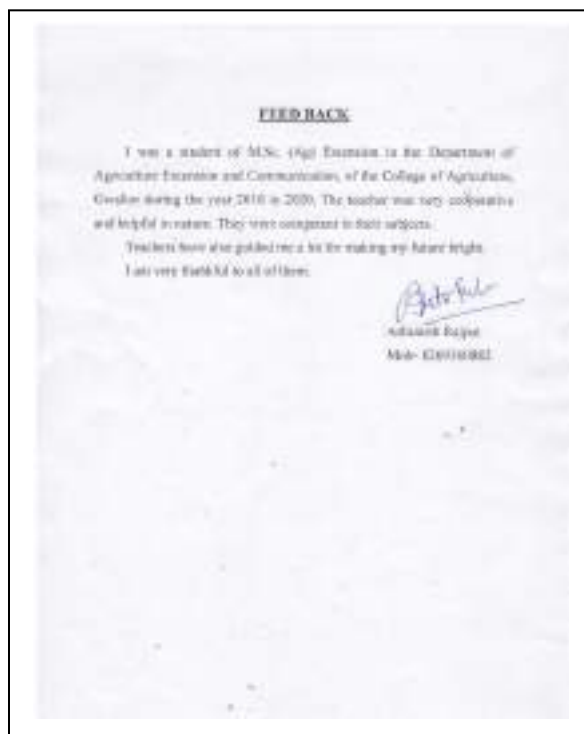 FEED BACK
I was a student of M.Sc. (Ag) Extension in the Department of
Agriculture Extension and Communication, of the College of Agriculture,
Gwalior during the year 2018 to 2020. The teacher was very cooperative
and helpful in nature. They were competent in their subjects.
Teachers have also guided me a lot for making my future bright.
I am very thankful to all of them.
Mob-